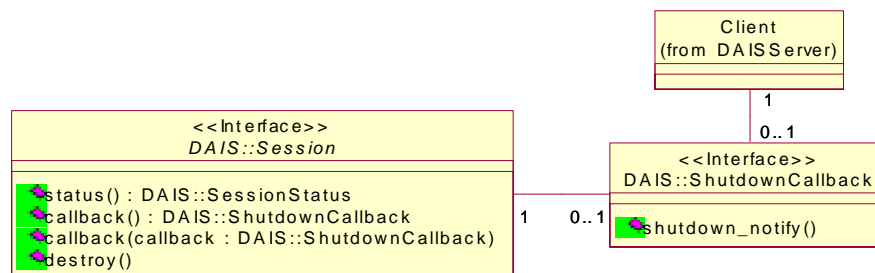 Client
(from DAISServer)
1
0..1
<<Interface>>
DAIS::Session
status() : DAIS::SessionStatus
callback() : DAIS::ShutdownCallback
callback(callback : DAIS::ShutdownCallback)
destroy()
1
0..1
<<Interface>>
DAIS::ShutdownCallback
shutdown_notify()